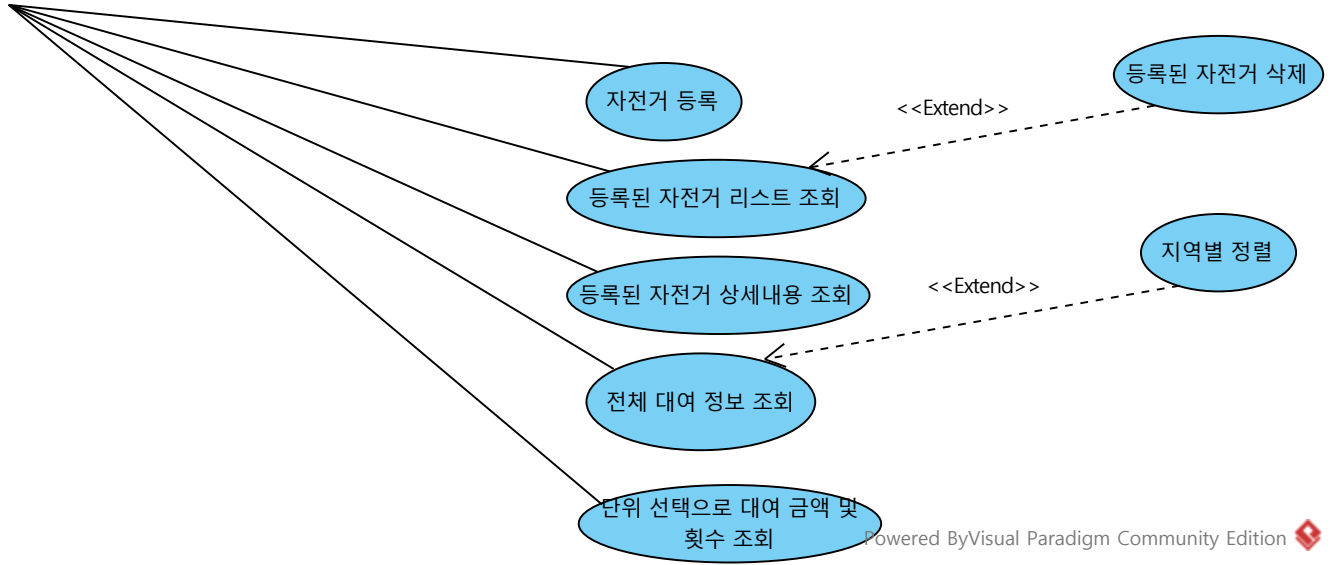 자전거 등록
등록된 자전거 삭제
<<Extend>>
등록된 자전거 리스트 조회
지역별 정렬
<<Extend>>
등록된 자전거 상세내용 조회
전체 대여 정보 조회
단위 선택으로 대여 금액 및
횟수 조회
Powered ByVisual Paradigm Community Edition